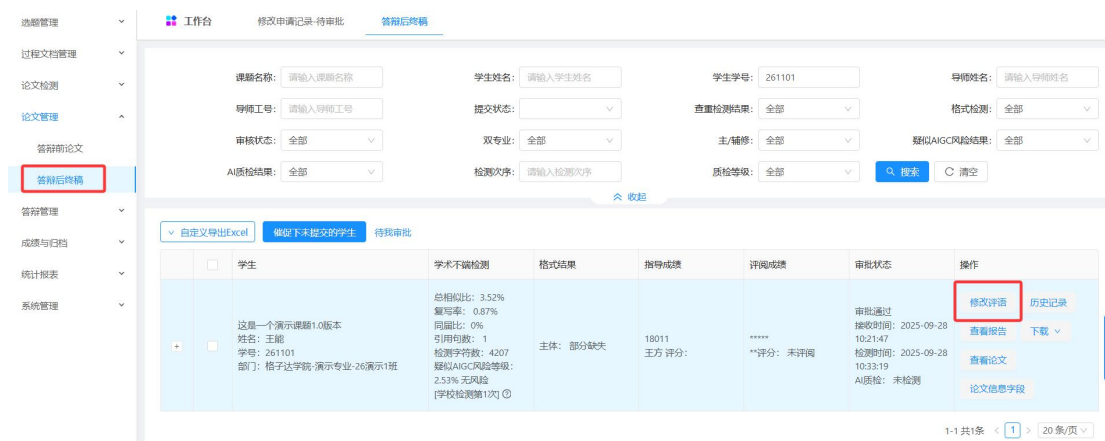 选题管理
过程文档管理
论文检测
论文管理
答辩前论文
答辩后终稿
答辩管理
成绩与归档
统计报表
系统管理
工作台 修改申请记录-待审批 答辩后终稿
课题名称: 请输入课题名称 学生姓名: 请输入学生姓名 学生学号: 261101 导师姓名: 请输入导师姓名
导师工号: 请输入导师工号 提交状态: 查重检测结果: 全部 格式检测: 全部
审核状态: 全部 双专业: 全部 主/辅修: 全部 疑似AIGC风险结果: 全部
AI质检结果: 全部 检测次序: 请输入检测次序 质检等级: 全部 搜索 清空
收起
自定义导出Excel 催促下未提交的学生 待我审批
学生 学术不端检测 格式结果 指导成绩 评阅成绩 审批状态 操作
+
这是一个演示课题1.0版本
姓名: 王能
学号: 261101
部门: 格子达学院-演示专业-26演示1班
总相似比: 3.52%
复写率: 0.87%
同届比: 0%
引用句数: 1
检测字符数: 4207
疑似AIGC风险等级:
2.53% 无风险
[学校检测第1次]
主体: 部分缺失
18011
王方 评分:
*****
**评分: 未评阅
审批通过
接收时间: 2025-09-28
10:21:47
检测时间: 2025-09-28
10:33:19
AI质检: 未检测
修改评语 历史记录
查看报告 下载
查看论文
论文信息字段
1-1 共1条 < 1 > 20 条/页